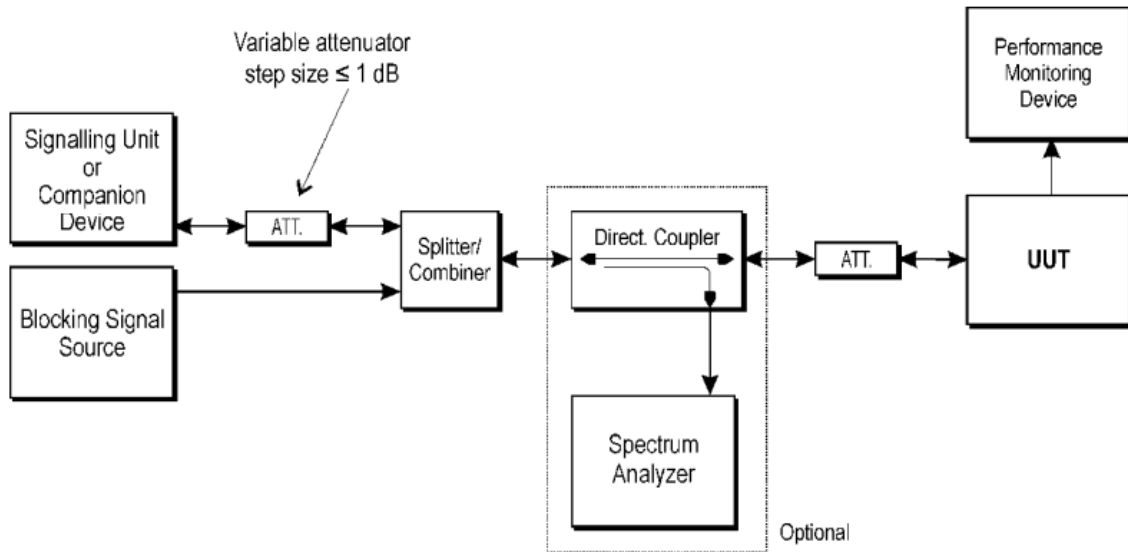 Variable attenuator
step size ≤ 1 dB
Performance
Monitoring
Device
Signalling Unit
or
Companion
Device
ATT.
Splitter/
Combiner
Direct. Coupler
ATT.
UUT
Blocking Signal
Source
Spectrum
Analyzer
Optional